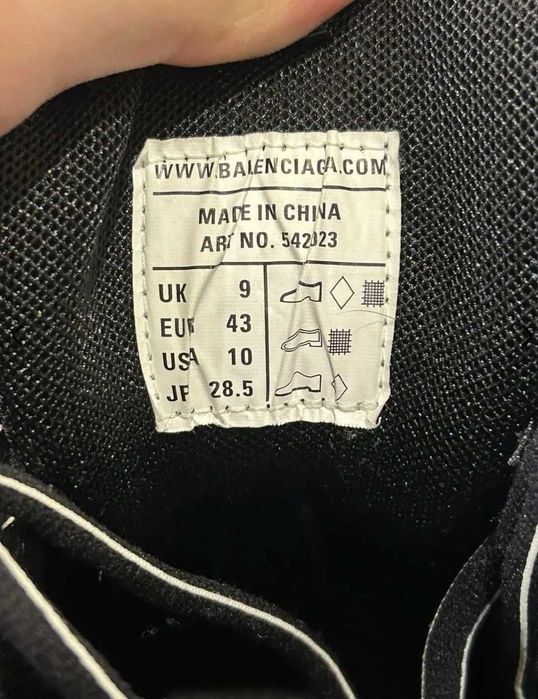 WWW.BALENCIAGA.COM
MADE IN CHINA
ART NO. 542023
UK 9
EUR 43
USA 10
JP 28.5